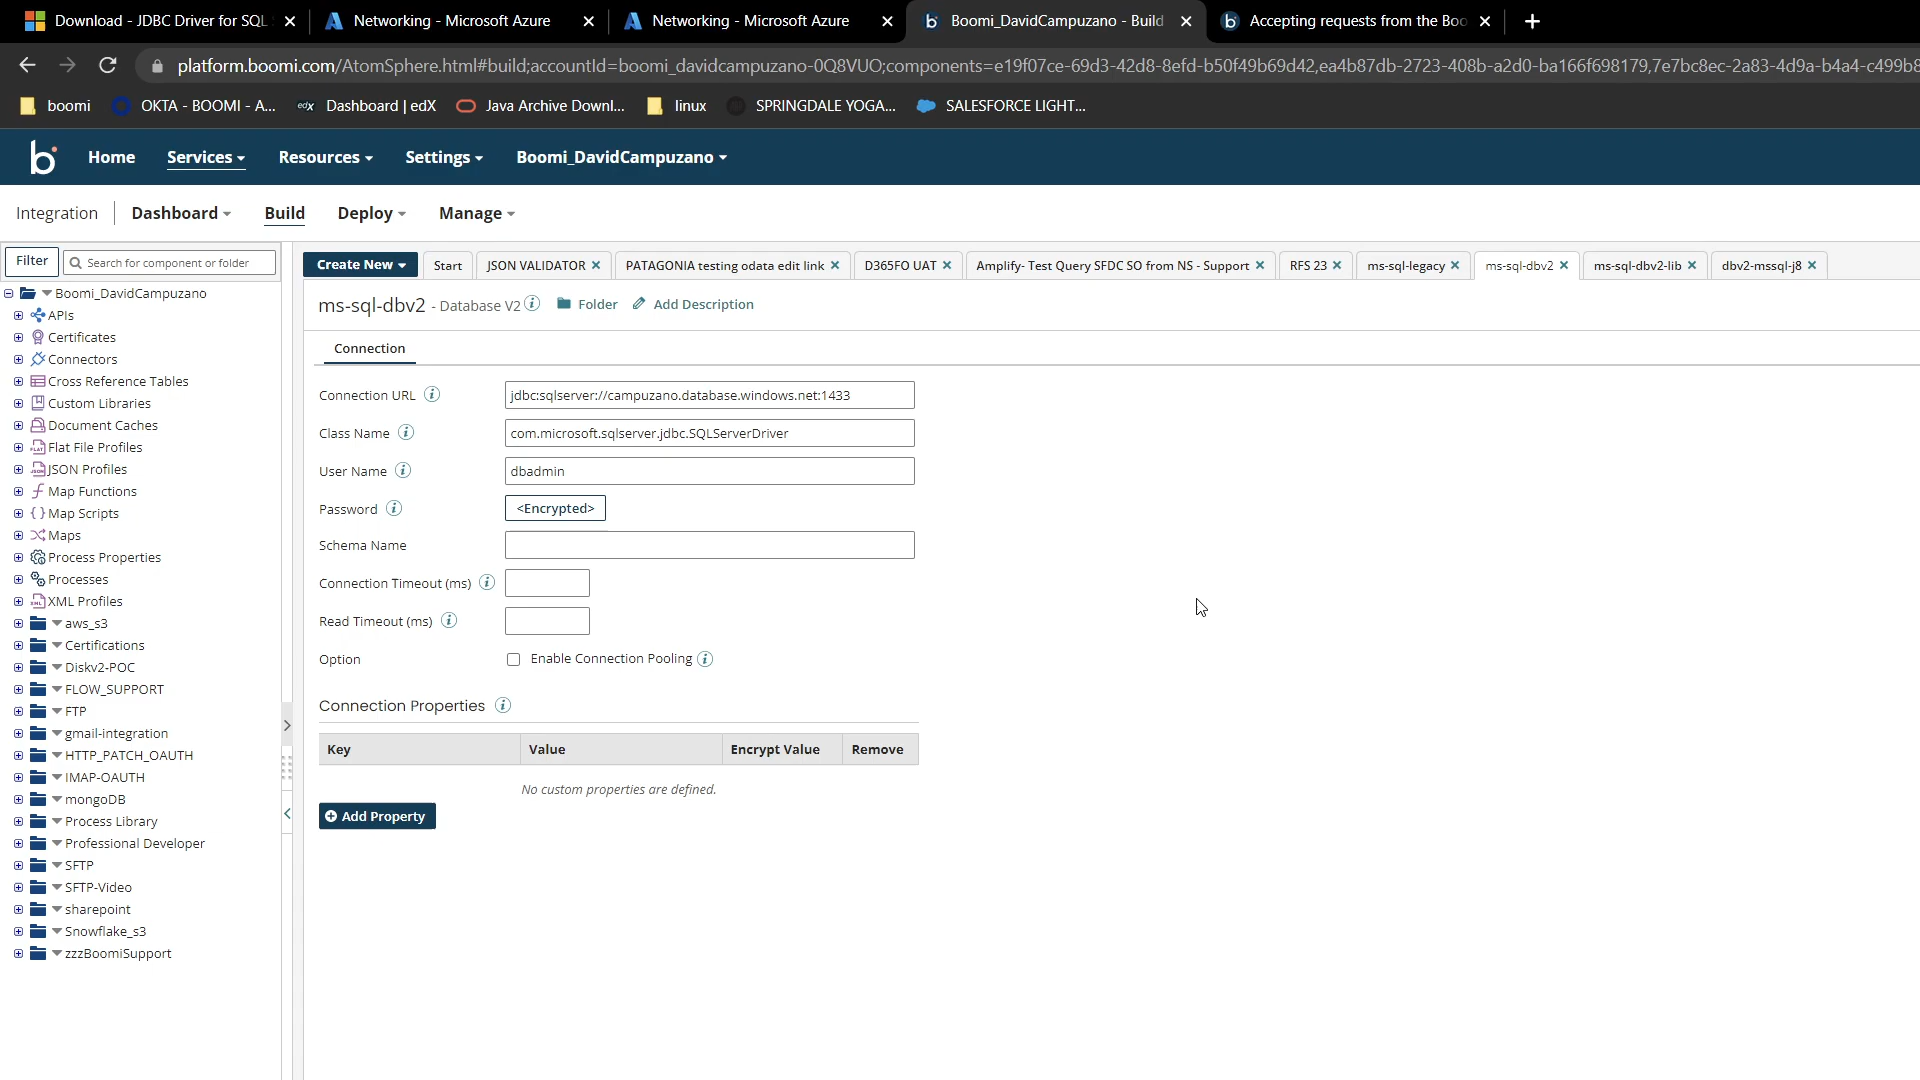 Download - JDBC Driver for SQL
Networking - Microsoft Azure
Networking - Microsoft Azure
Boomi_DavidCampuzano - Build
Accepting requests from the Boo
platform.boomi.com/AtomSphere.html#build;accountId=boomi_davidcampuzano-0Q8VUO;components=e19f07ce-69d3-42d8-8efd-b50f49b69d42,ea4b87db-2723-408b-a2d0-ba166f698179,7e7bc8ec-2a83-4d9a-b4a4-c499b8
boomi
OKTA - BOOMI - A...
edX Dashboard | edX
Java Archive Downl...
linux
SPRINGDALE YOGA...
SALESFORCE LIGHT...
b Home Services Resources Settings Boomi_DavidCampuzano
Integration Dashboard Build Deploy Manage
Filter
Search for component or folder
Create New
Start
JSON VALIDATOR
PATAGONIA testing odata edit link
D365FO UAT
Amplify- Test Query SFDC SO from NS - Support
RFS 23
ms-sql-legacy
ms-sql-dbv2
ms-sql-dbv2-lib
dbv2-mssql-j8
Boomi_DavidCampuzano
APIs
Certificates
Connectors
Cross Reference Tables
Custom Libraries
Document Caches
Flat File Profiles
JSON Profiles
Map Functions
Map Scripts
Maps
Process Properties
Processes
XML Profiles
aws_s3
Certifications
Diskv2-POC
FLOW_SUPPORT
FTP
gmail-integration
HTTP_PATCH_OAUTH
IMAP-OAUTH
mongoDB
Process Library
Professional Developer
SFTP
SFTP-Video
sharepoint
Snowflake_s3
zzzBoomiSupport
ms-sql-dbv2 - Database V2 Folder Add Description
Connection
Connection URL jdbc:sqlserver://campuzano.database.windows.net:1433
Class Name com.microsoft.sqlserver.jdbc.SQLServerDriver
User Name dbadmin
Password <Encrypted>
Schema Name
Connection Timeout (ms)
Read Timeout (ms)
Option Enable Connection Pooling
Connection Properties
Key Value Encrypt Value Remove
No custom properties are defined.
Add Property